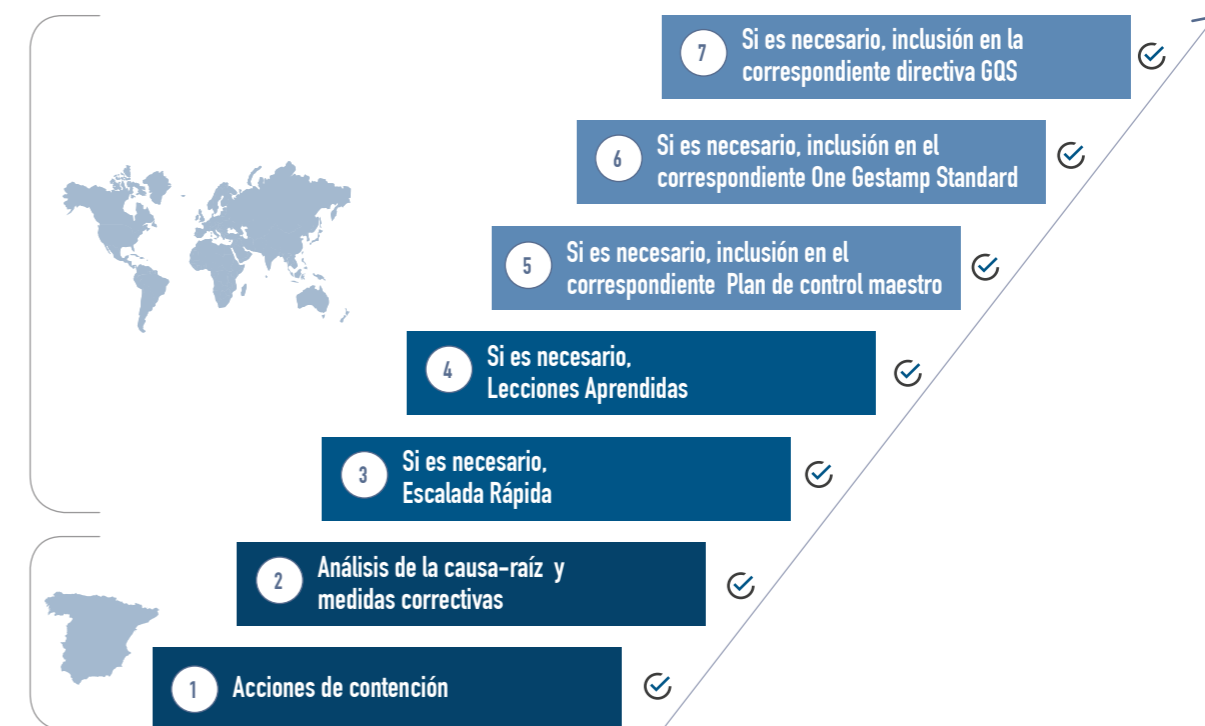 7
Si es necesario, inclusión en la
correspondiente directiva GQS
6
Si es necesario, inclusión en el
correspondiente One Gestamp Standard
5
Si es necesario, inclusión en el
correspondiente Plan de control maestro
4
Si es necesario,
Lecciones Aprendidas
3
Si es necesario,
Escalada Rápida
2
Análisis de la causa-raíz y
medidas correctivas
1
Acciones de contención